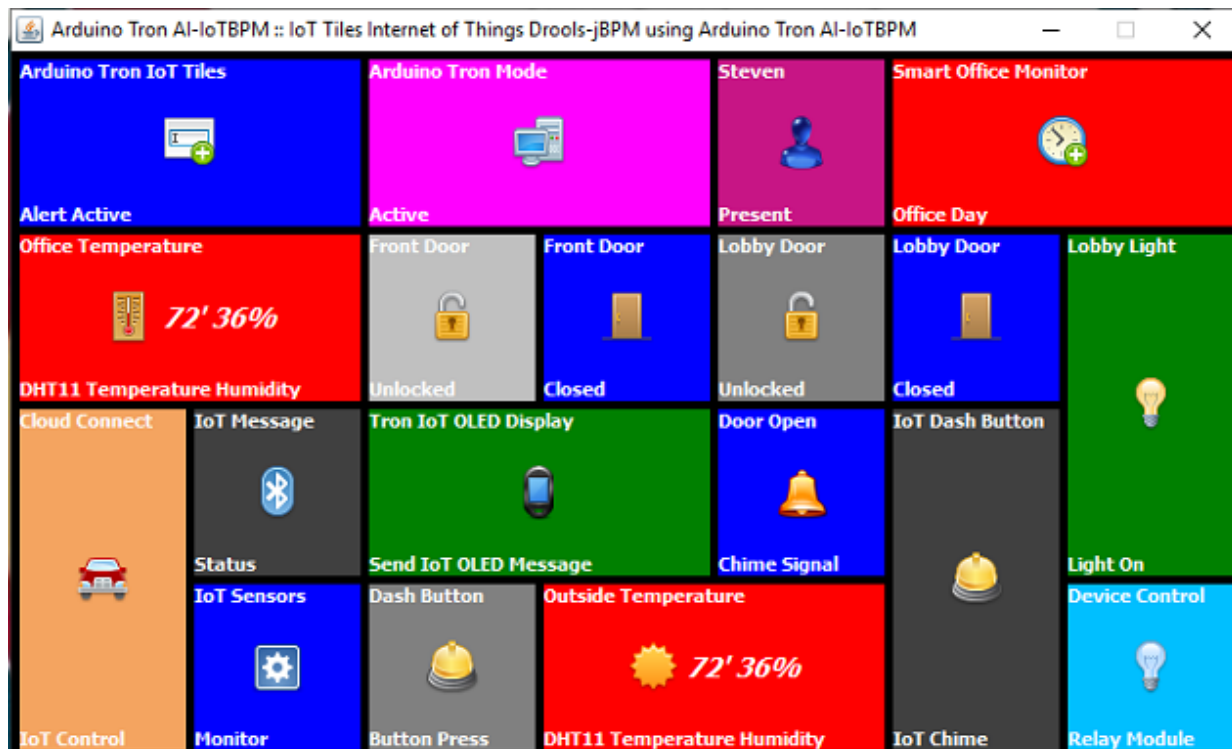 Arduino Tron AI-IoTBPM :: IoT Tiles Internet of Things Drools-jBPM using Arduino Tron AI-IoTBPM
Arduino Tron IoT Tiles
Alert Active
Arduino Tron Mode
Active
Steven
Present
Smart Office Monitor
Office Day
Office Temperature
72' 36%
DHT11 Temperature Humidity
Front Door
Unlocked
Front Door
Closed
Lobby Door
Unlocked
Lobby Door
Closed
Lobby Light
Light On
Cloud Connect
IoT Control
IoT Message
Status
Tron IoT OLED Display
Send IoT OLED Message
Door Open
Chime Signal
IoT Dash Button
IoT Chime
IoT Sensors
Monitor
Dash Button
Button Press
Outside Temperature
72' 36%
DHT11 Temperature Humidity
Device Control
Relay Module